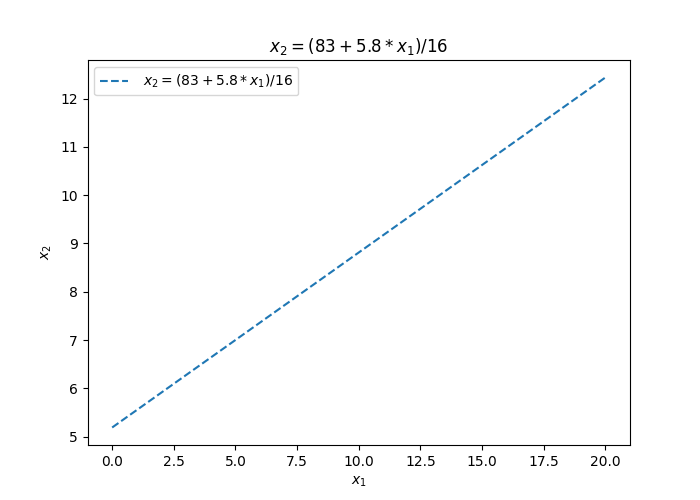 x₂ = (83 + 5.8 * x₁)/16
x₂ = (83 + 5.8 * x₁)/16
12
11
10
9
8
7
6
5
x₂
0.0 2.5 5.0 7.5 10.0 12.5 15.0 17.5 20.0
x₁